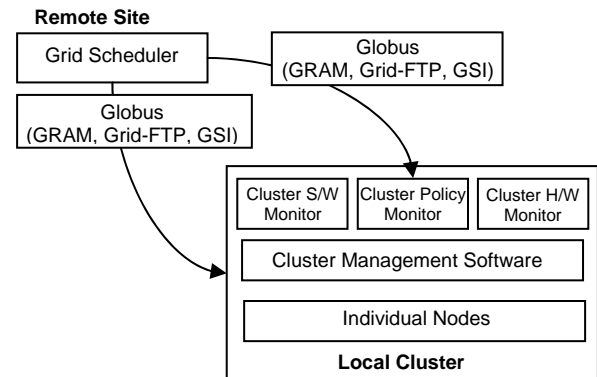 Remote Site
Grid Scheduler
Globus
(GRAM, Grid-FTP, GSI)
Globus
(GRAM, Grid-FTP, GSI)
Cluster S/W
Monitor
Cluster Policy
Monitor
Cluster H/W
Monitor
Cluster Management Software
Individual Nodes
Local Cluster